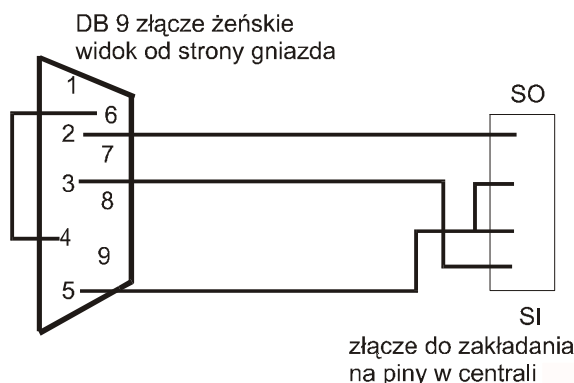 DB 9 złącze żeńskie
widok od strony gniazda
1
6
2
7
3
8
4
9
5
SO
SI
złącze do zakładania
na piny w centrali